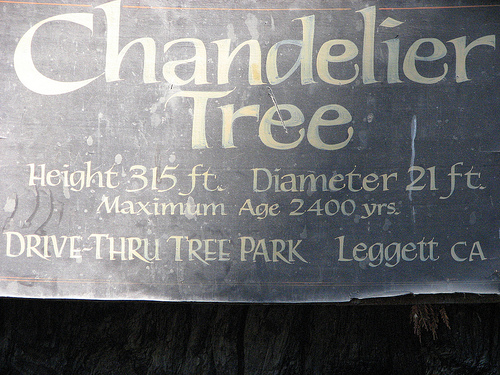 Chandelier
Tree
Height 315 ft. Diameter 21 ft.
Maximum Age 2400 yrs.
DRIVE-THRU TREE PARK Leggett CA